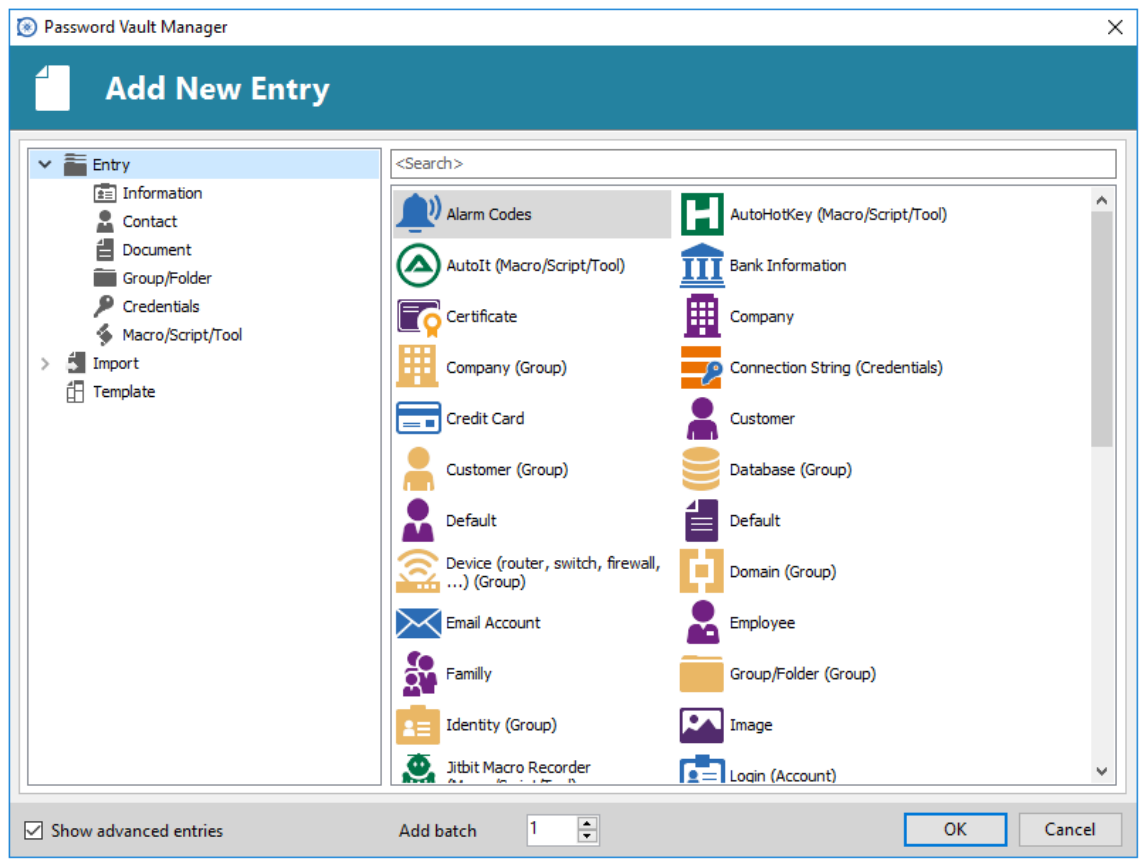 Password Vault Manager
Add New Entry
Entry
Information
Contact
Document
Group/Folder
Credentials
Macro/Script/Tool
Import
Template
<Search>
Alarm Codes
AutoHotKey (Macro/Script/Tool)
AutoIt (Macro/Script/Tool)
Bank Information
Certificate
Company
Company (Group)
Connection String (Credentials)
Credit Card
Customer
Customer (Group)
Database (Group)
Default
Default
Device (router, switch, firewall,
...) (Group)
Domain (Group)
Email Account
Employee
Familly
Group/Folder (Group)
Identity (Group)
Image
Jitbit Macro Recorder
(Macro/Script/Tool)
Login (Account)
Show advanced entries
Add batch
1
OK
Cancel